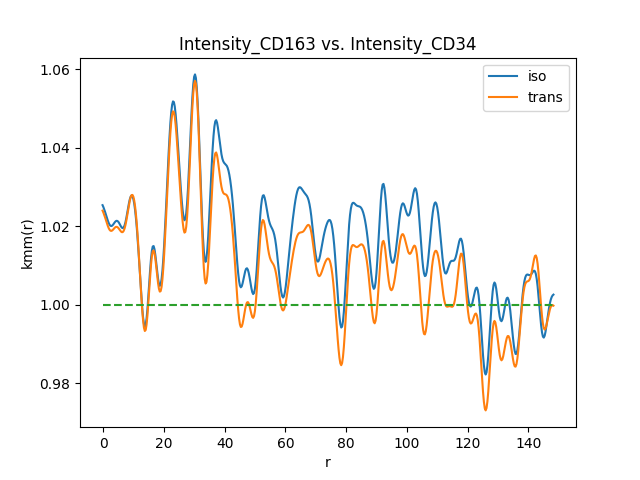 Intensity_CD163 vs. Intensity_CD34
iso
trans
1.06
1.04
1.02
1.00
0.98
kmm(r)
0 20 40 60 80 100 120 140
r